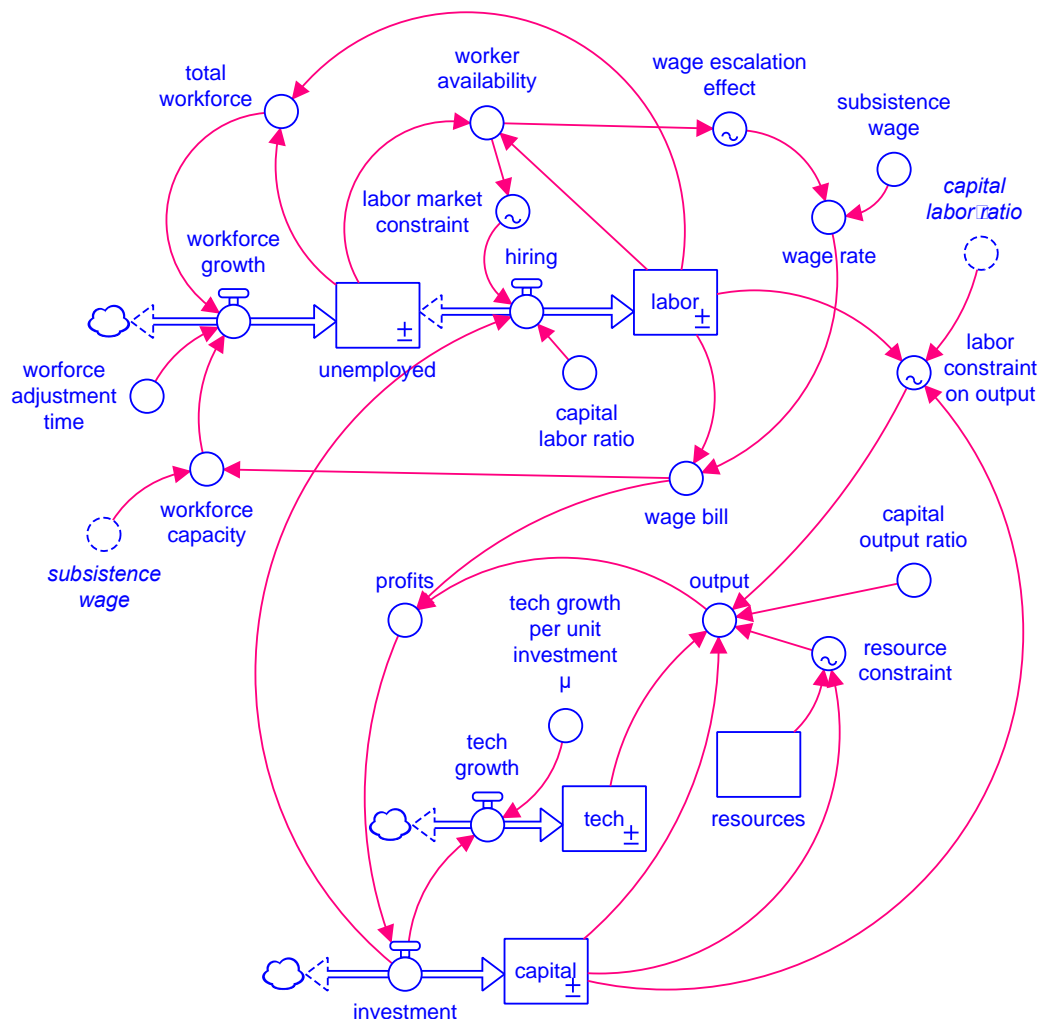 worker
availability
wage escalation
effect
total
workforce
subsistence
wage
capital
labor ratio
labor market
constraint
workforce
growth
hiring
wage rate
labor
±
±
unemployed
labor
constraint
on output
worforce
adjustment
time
capital
labor ratio
workforce
capacity
wage bill
capital
output ratio
subsistence
wage
profits
output
tech growth
per unit
investment
µ
resource
constraint
tech
growth
tech
±
resources
capital
±
investment